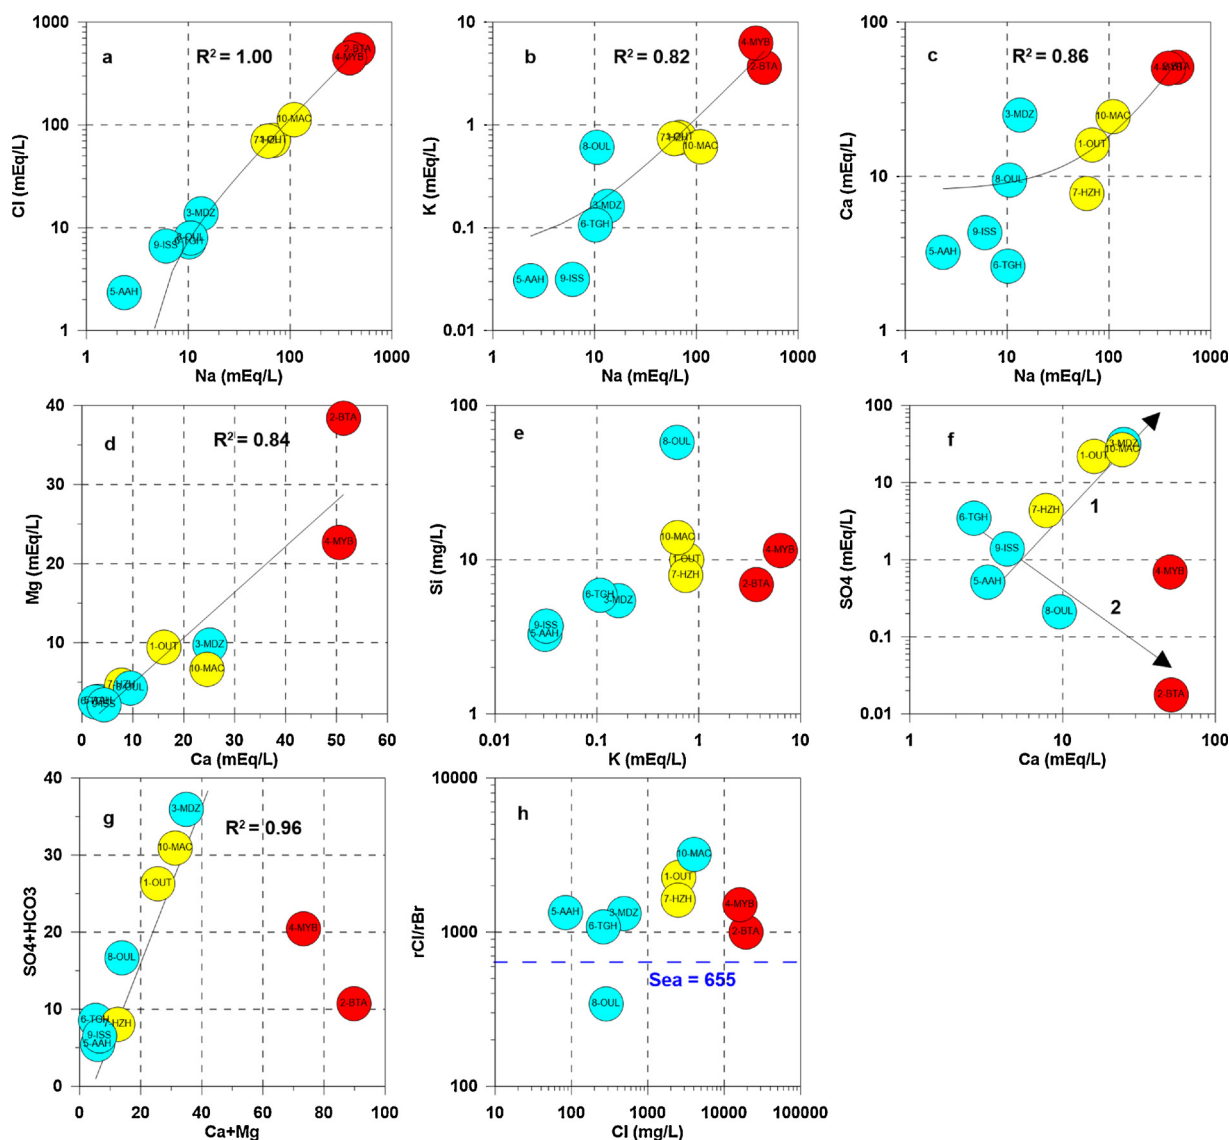 a
R² = 1.00
1000
100
10
1
Cl (mEq/L)
2-BTA
4-MYB
10-MAC
3-MDZ
8-OUL
9-ISS
5-AAH
1
10
100
1000
Na (mEq/L)
b
R² = 0.82
10
1
0.1
0.01
K (mEq/L)
4-MYB
2-BTA
10-MAC
8-OUL
3-MDZ
6-TGH
5-AAH
9-ISS
1
10
100
1000
Na (mEq/L)
c
R² = 0.86
100
10
1
Ca (mEq/L)
4-MYB
2-BTA
3-MDZ
10-MAC
1-OUT
8-OUL
7-HZH
9-ISS
5-AAH
6-TGH
1
10
100
1000
Na (mEq/L)
d
R² = 0.84
40
30
20
10
Mg (mEq/L)
2-BTA
4-MYB
1-OUT
3-MDZ
10-MAC
7-HZH
8-OUL
9-ISS
0
10
20
30
40
50
60
Ca (mEq/L)
e
100
10
1
Si (mg/L)
8-OUL
10-MAC
1-OUT
7-HZH
4-MYB
2-BTA
6-TGH
3-MDZ
9-ISS
5-AAH
0.01
0.1
1
10
K (mEq/L)
f
100
10
1
0.1
0.01
SO4 (mEq/L)
3-MDZ
10-MAC
1-OUT
1
7-HZH
6-TGH
9-ISS
5-AAH
4-MYB
8-OUL
2
2-BTA
1
10
100
Ca (mEq/L)
g
R² = 0.96
40
30
20
10
0
SO4+HCO3
3-MDZ
10-MAC
1-OUT
4-MYB
8-OUL
2-BTA
6-TGH
7-HZH
9-ISS
5-AAH
0
20
40
60
80
100
Ca+Mg
h
10000
1000
100
rCl/rBr
10-MAC
1-OUT
7-HZH
4-MYB
5-AAH
3-MDZ
6-TGH
2-BTA
Sea = 655
8-OUL
10
100
1000
10000
100000
Cl (mg/L)